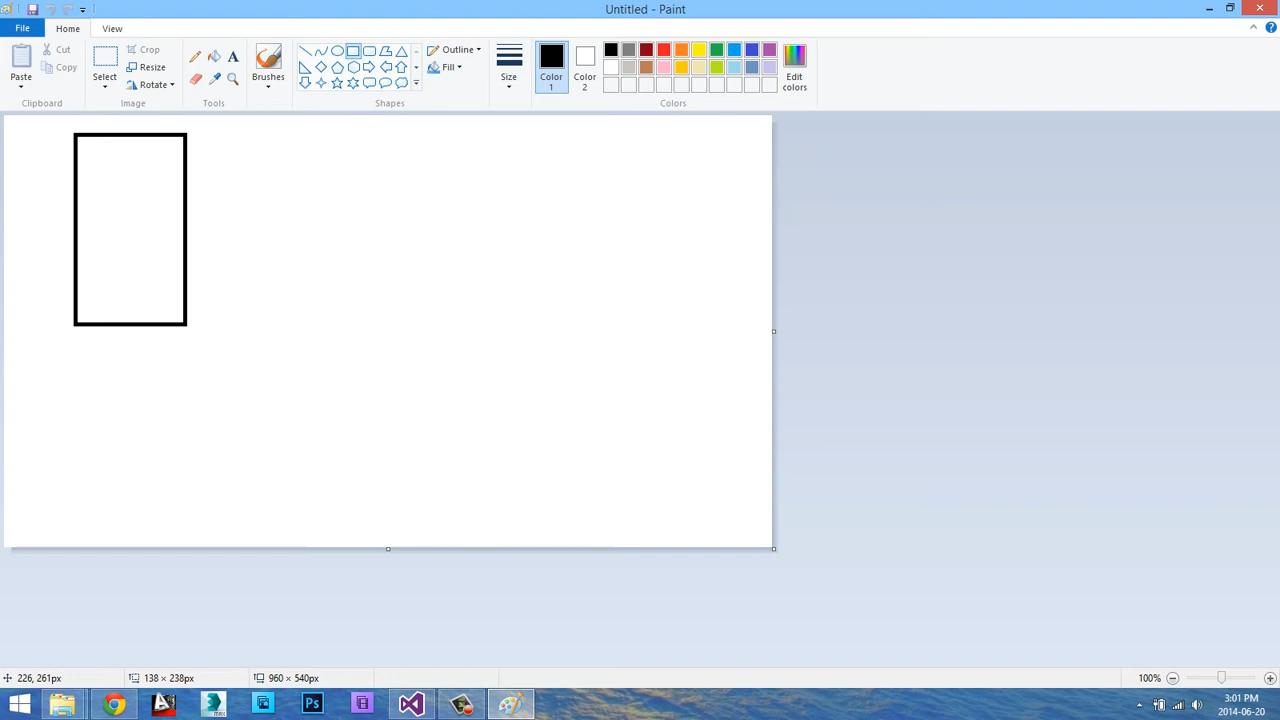 Untitled - Paint
File Home View
Paste Cut Copy Clipboard
Select Crop Resize Rotate Image
A Tools
Brushes
Outline Fill Shapes
Size
Color 1 Color 2 Edit colors Colors
226, 261px 138 × 238px 960 × 540px 100%
Ps 3:01 PM
2014-06-20